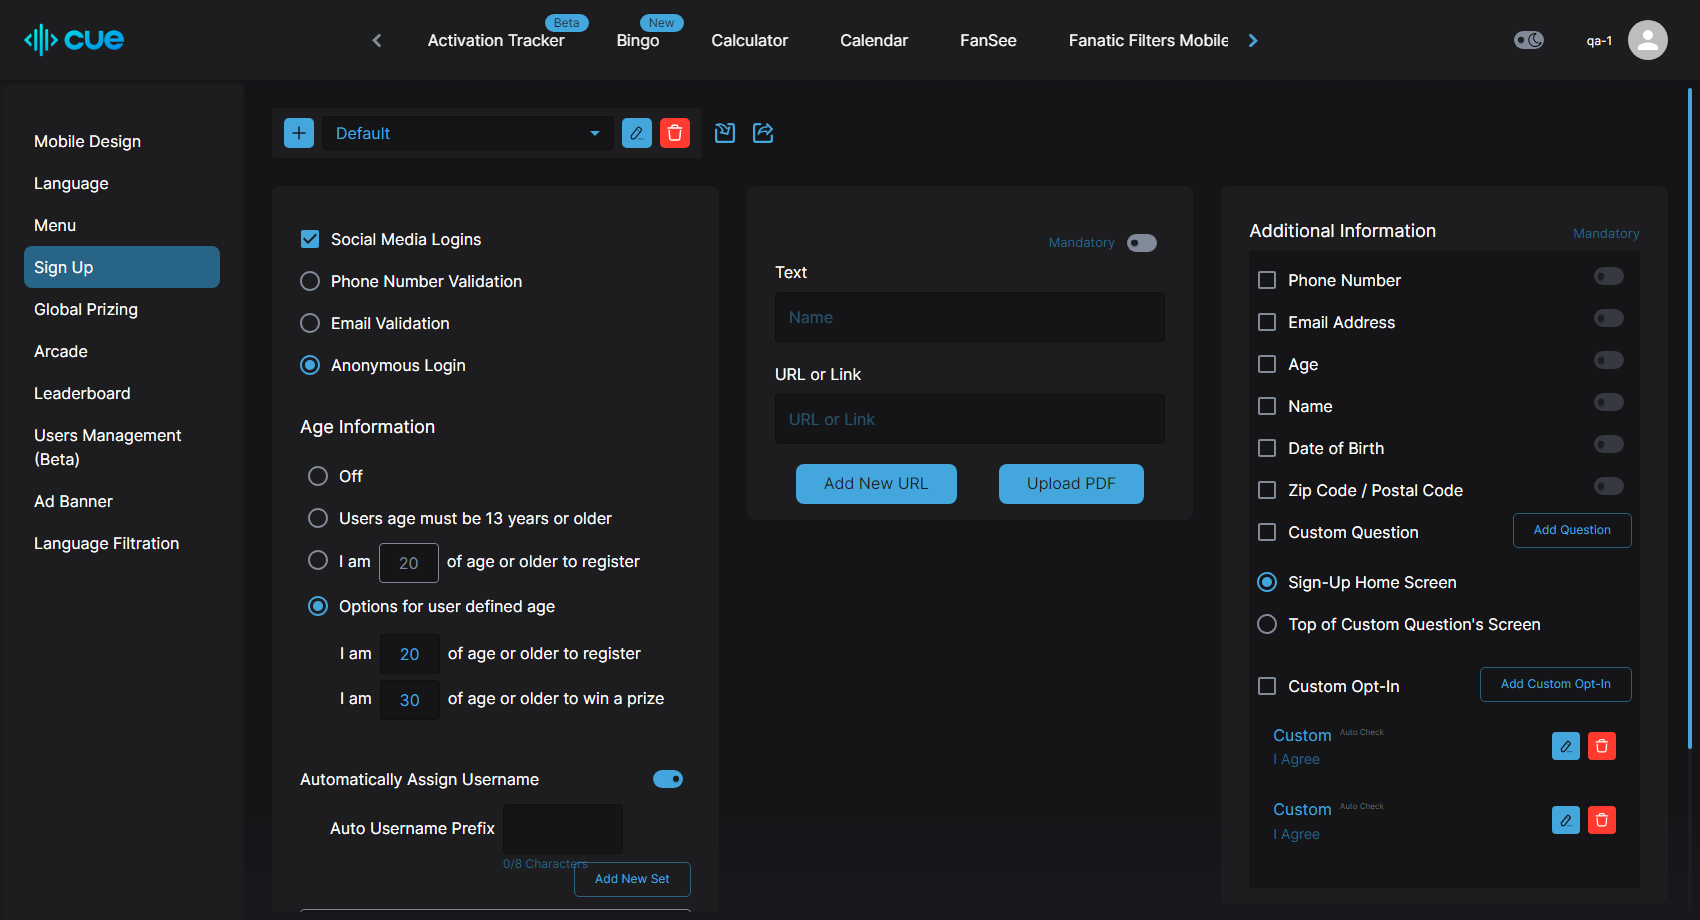 cue
Activation Tracker
Beta
Bingo
New
Calculator
Calendar
FanSee
Fanatic Filters Mobile
qa-1
Mobile Design
Language
Menu
Sign Up
Global Prizing
Arcade
Leaderboard
Users Management
(Beta)
Ad Banner
Language Filtration
Default
Social Media Logins
Phone Number Validation
Email Validation
Anonymous Login
Age Information
Off
Users age must be 13 years or older
I am 20 of age or older to register
Options for user defined age
I am 20 of age or older to register
I am 30 of age or older to win a prize
Automatically Assign Username
Auto Username Prefix
0/8 Characters
Add New Set
Mandatory
Text
Name
URL or Link
URL or Link
Add New URL
Upload PDF
Additional Information
Mandatory
Phone Number
Email Address
Age
Name
Date of Birth
Zip Code / Postal Code
Custom Question
Add Question
Sign-Up Home Screen
Top of Custom Question's Screen
Custom Opt-In
Add Custom Opt-In
Custom Auto Check
I Agree
Custom Auto Check
I Agree